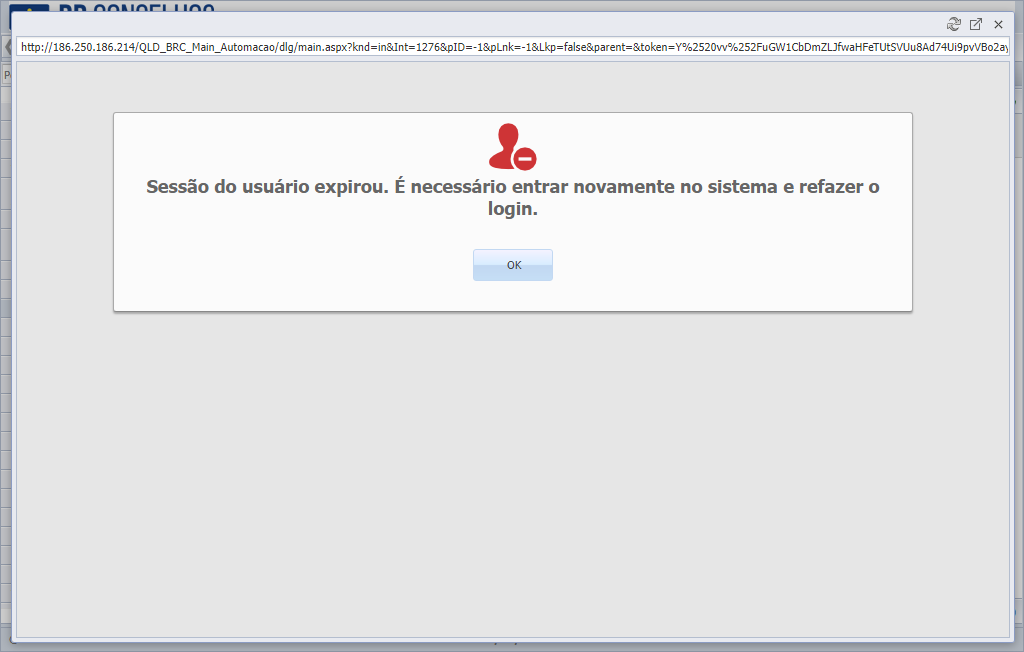 http://186.250.186.214/QLD_BRC_Main_Automacao/dlg/main.aspx?knd=in&Int=1276&pID=-1&pLnk=-1&Lkp=false&parent=&token=Y%2520vv%252FuGW1CbDmZLJfwaHFeTUtSVUu8Ad74Ui9pvVBo2ay
Sessão do usuário expirou. É necessário entrar novamente no sistema e refazer o
login.
OK